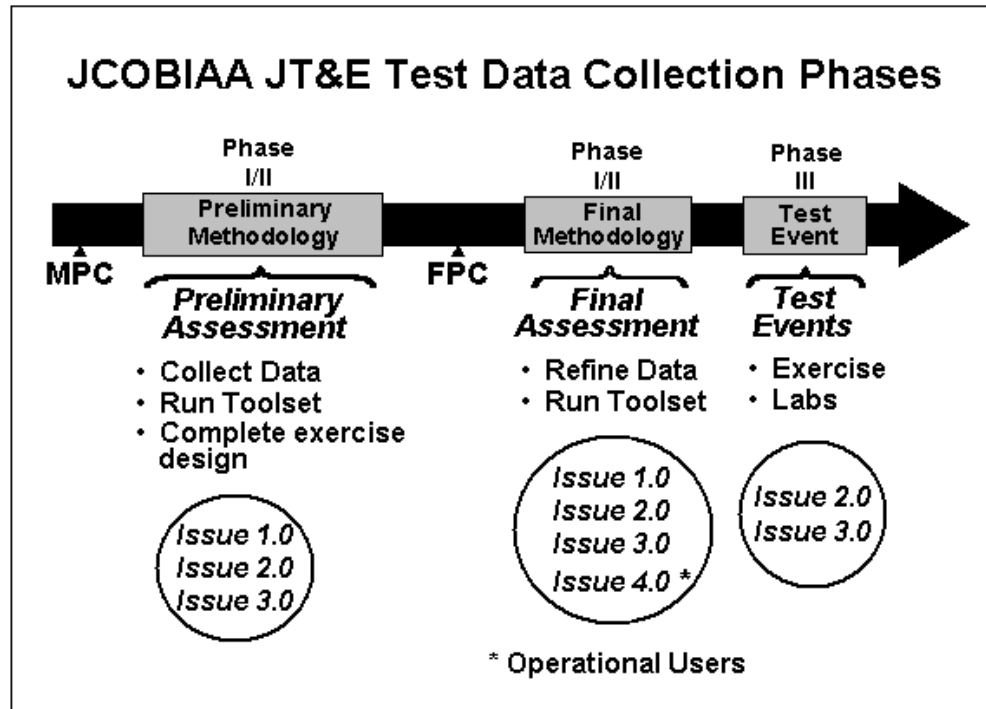 JCOBIAA JT&E Test Data Collection Phases
Phase
I/II
Preliminary
Methodology
MPC
Preliminary
Assessment
• Collect Data
• Run Toolset
• Complete exercise
design
Issue 1.0
Issue 2.0
Issue 3.0
FPC
Phase
I/II
Final
Methodology
Final
Assessment
• Refine Data
• Run Toolset
Issue 1.0
Issue 2.0
Issue 3.0
Issue 4.0 *
Phase
III
Test
Event
Test
Events
• Exercise
• Labs
Issue 2.0
Issue 3.0
* Operational Users